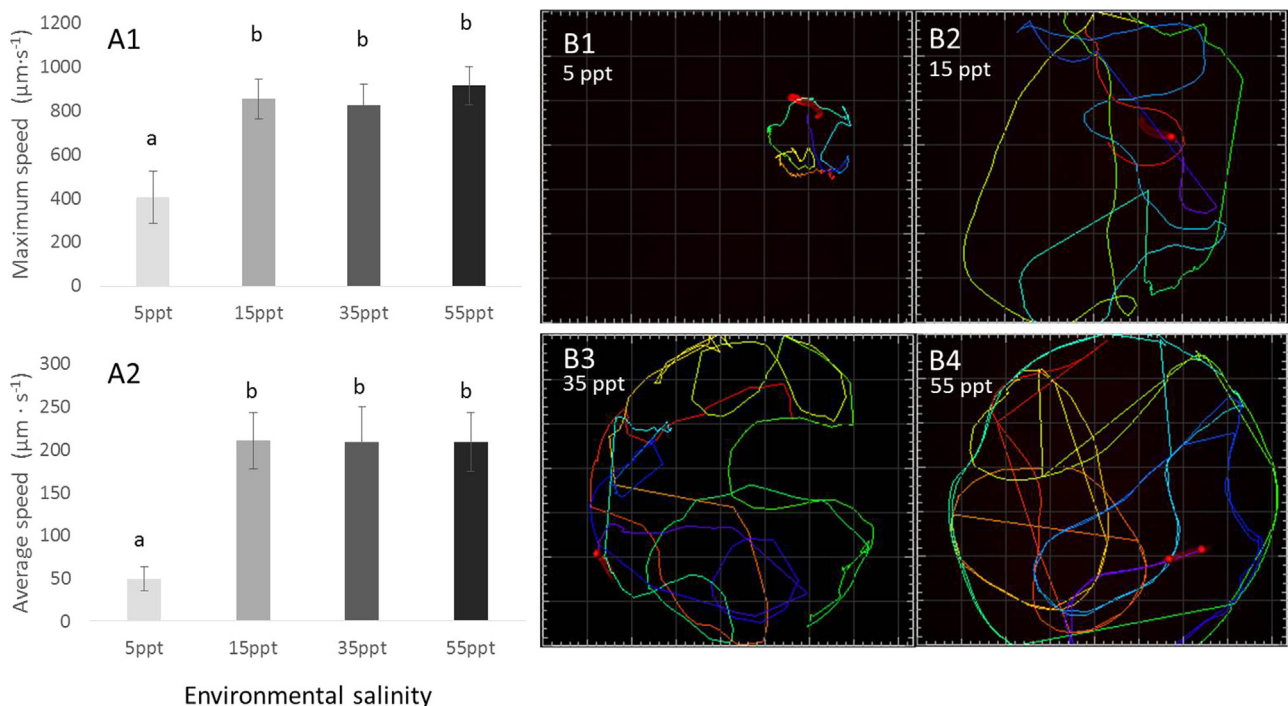 A1
Maximum speed (µm·s⁻¹)
1200
1000
800
600
400
200
0
a
b
b
b
5ppt 15ppt 35ppt 55ppt
A2
Average speed (µm · s⁻¹)
300
250
200
150
100
50
0
a
b
b
b
5ppt 15ppt 35ppt 55ppt
Environmental salinity
B1
5 ppt
B2
15 ppt
B3
35 ppt
B4
55 ppt